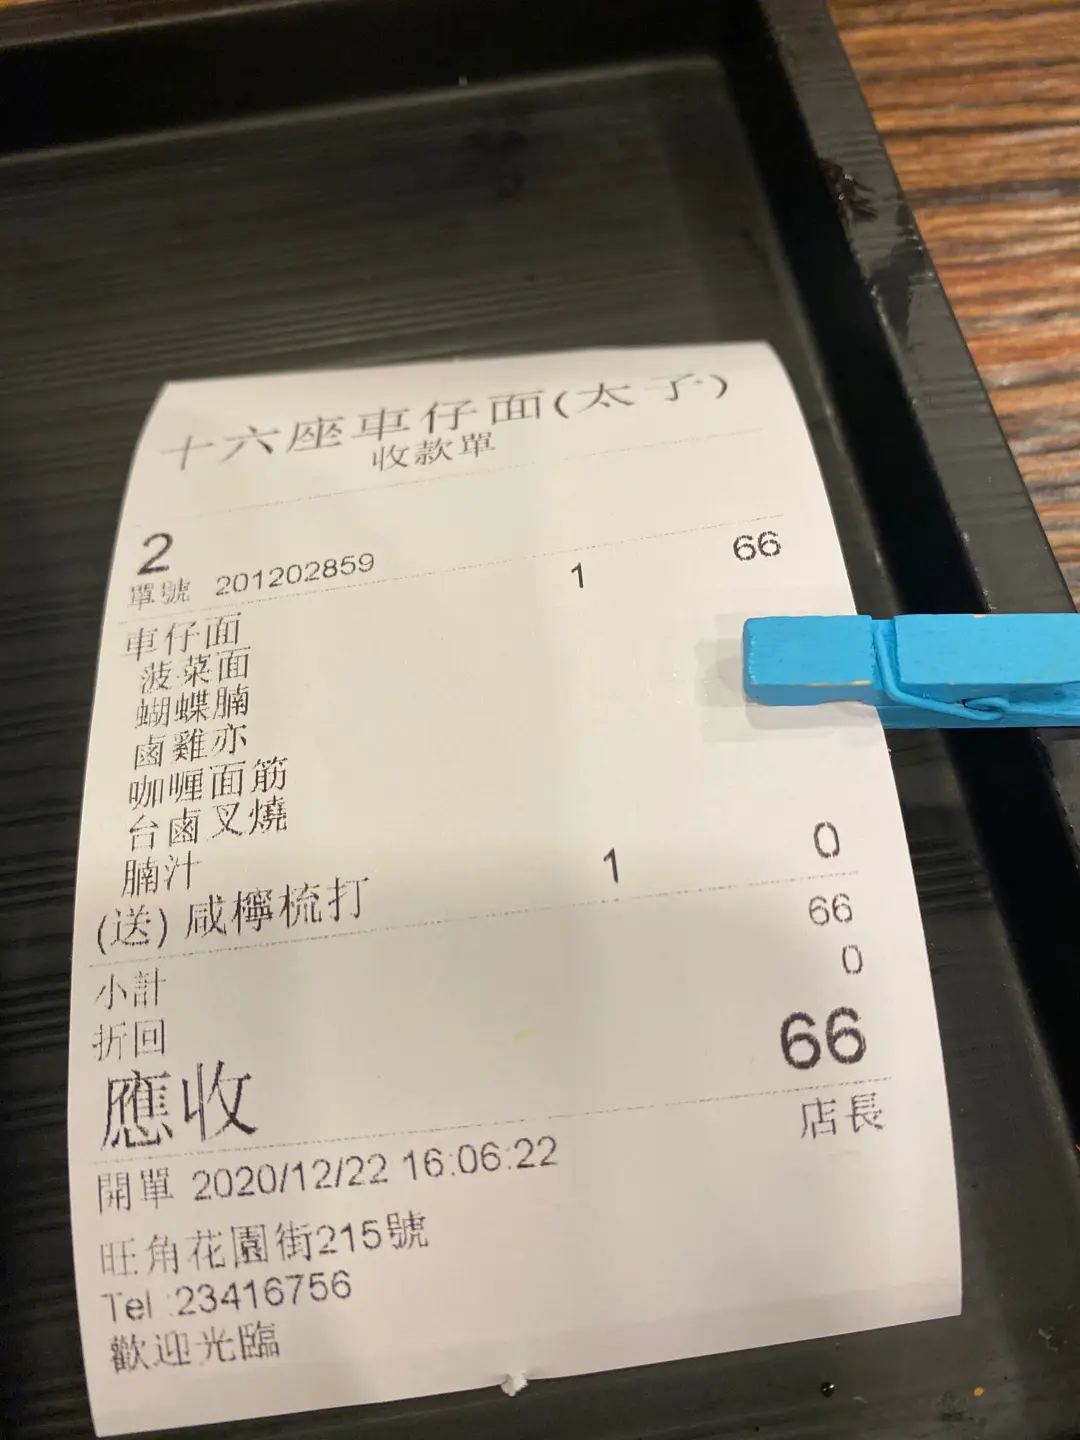 十六座車仔面(太子)
收款單
2
單號 201202859
車仔面 1 66
菠菜面
蝴蝶腩
鹵雞亦
咖喱面筋
台鹵叉燒
腩汁
(送) 咸檸梳打 1 0
小計 66
折回 0
應收 66
開單 2020/12/22 16:06:22 店長
旺角花園街215號
Tel :23416756
歡迎光臨